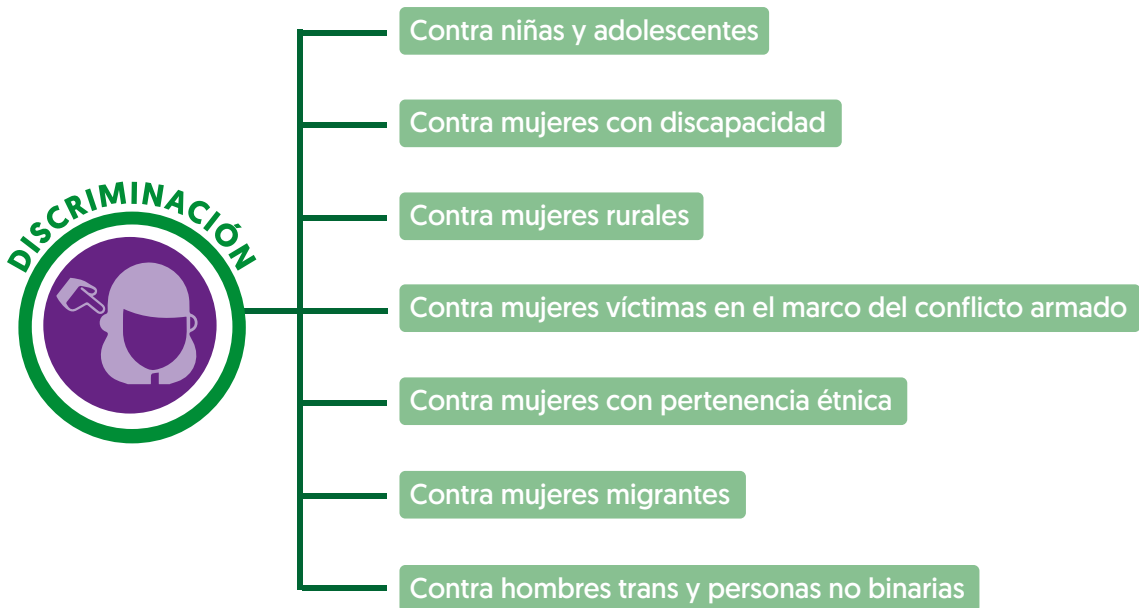 DISCRIMINACIÓN
Contra niñas y adolescentes
Contra mujeres con discapacidad
Contra mujeres rurales
Contra mujeres víctimas en el marco del conflicto armado
Contra mujeres con pertenencia étnica
Contra mujeres migrantes
Contra hombres trans y personas no binarias